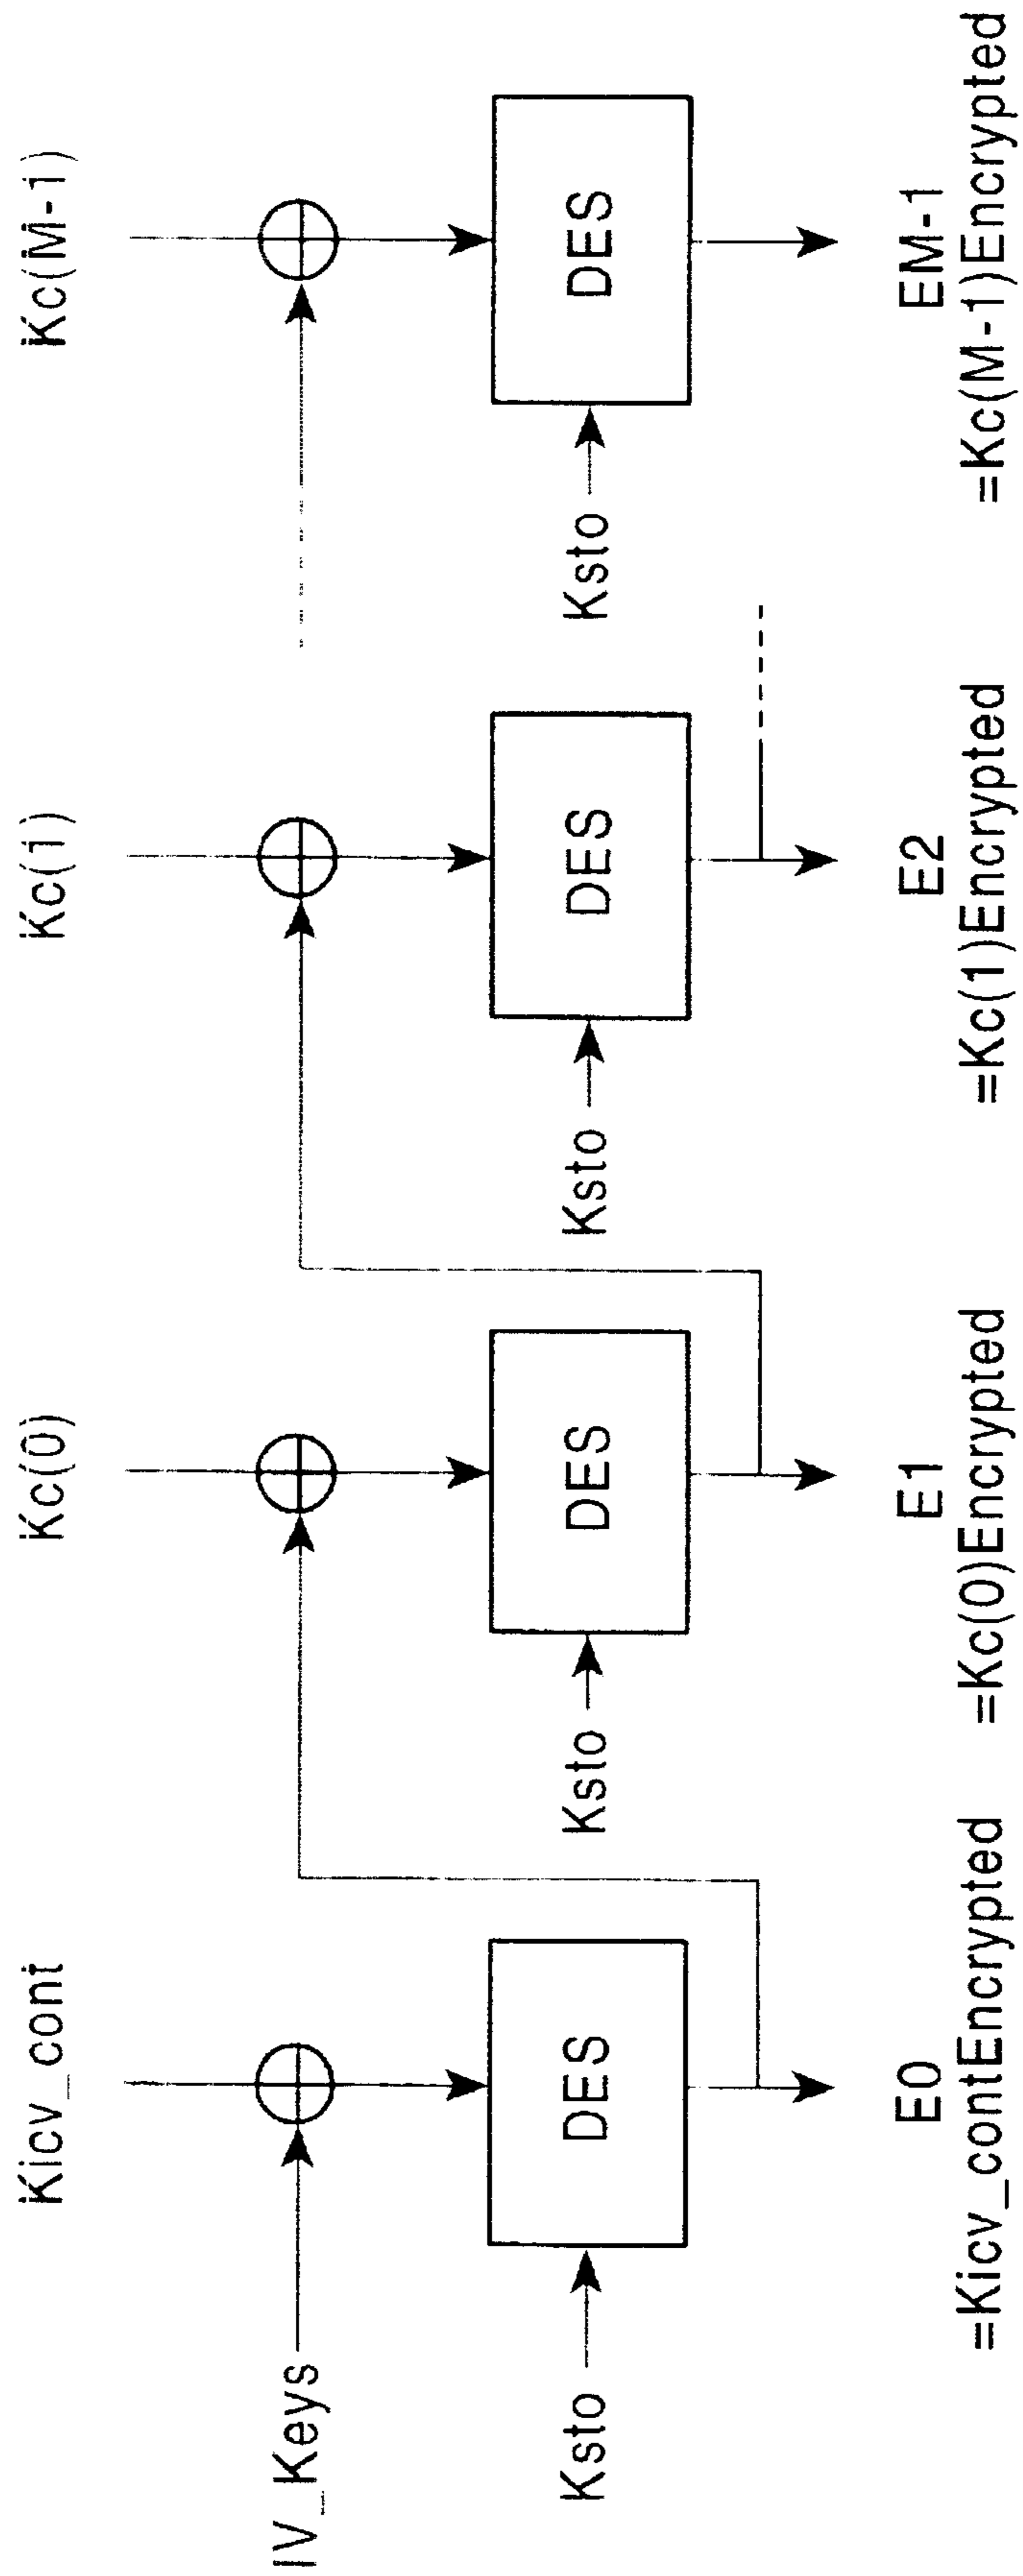 Kicv_cont
Kc(0)
Kc(1)
Kc(M-1)
IV_Keys
Ksto
DES
Ksto
DES
Ksto
DES
Ksto
DES
E0
=Kicv_contEncrypted
E1
=Kc(0)Encrypted
E2
=Kc(1)Encrypted
EM-1
=Kc(M-1)Encrypted